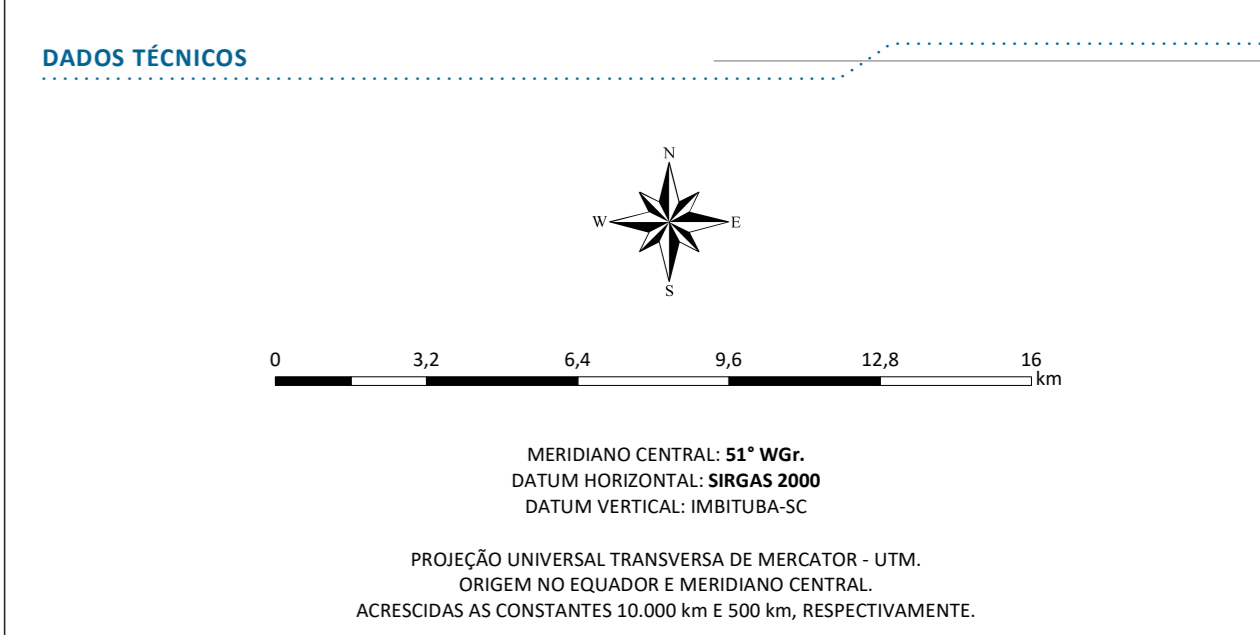 DADOS TÉCNICOS
N
W E
S
0 3,2 6,4 9,6 12,8 16
km
MERIDIANO CENTRAL: 51° WGr.
DATUM HORIZONTAL: SIRGAS 2000
DATUM VERTICAL: IMBITUBA-SC
PROJEÇÃO UNIVERSAL TRANSVERSA DE MERCATOR - UTM.
ORIGEM NO EQUADOR E MERIDIANO CENTRAL.
ACRESCIDAS AS CONSTANTES 10.000 km E 500 km, RESPECTIVAMENTE.